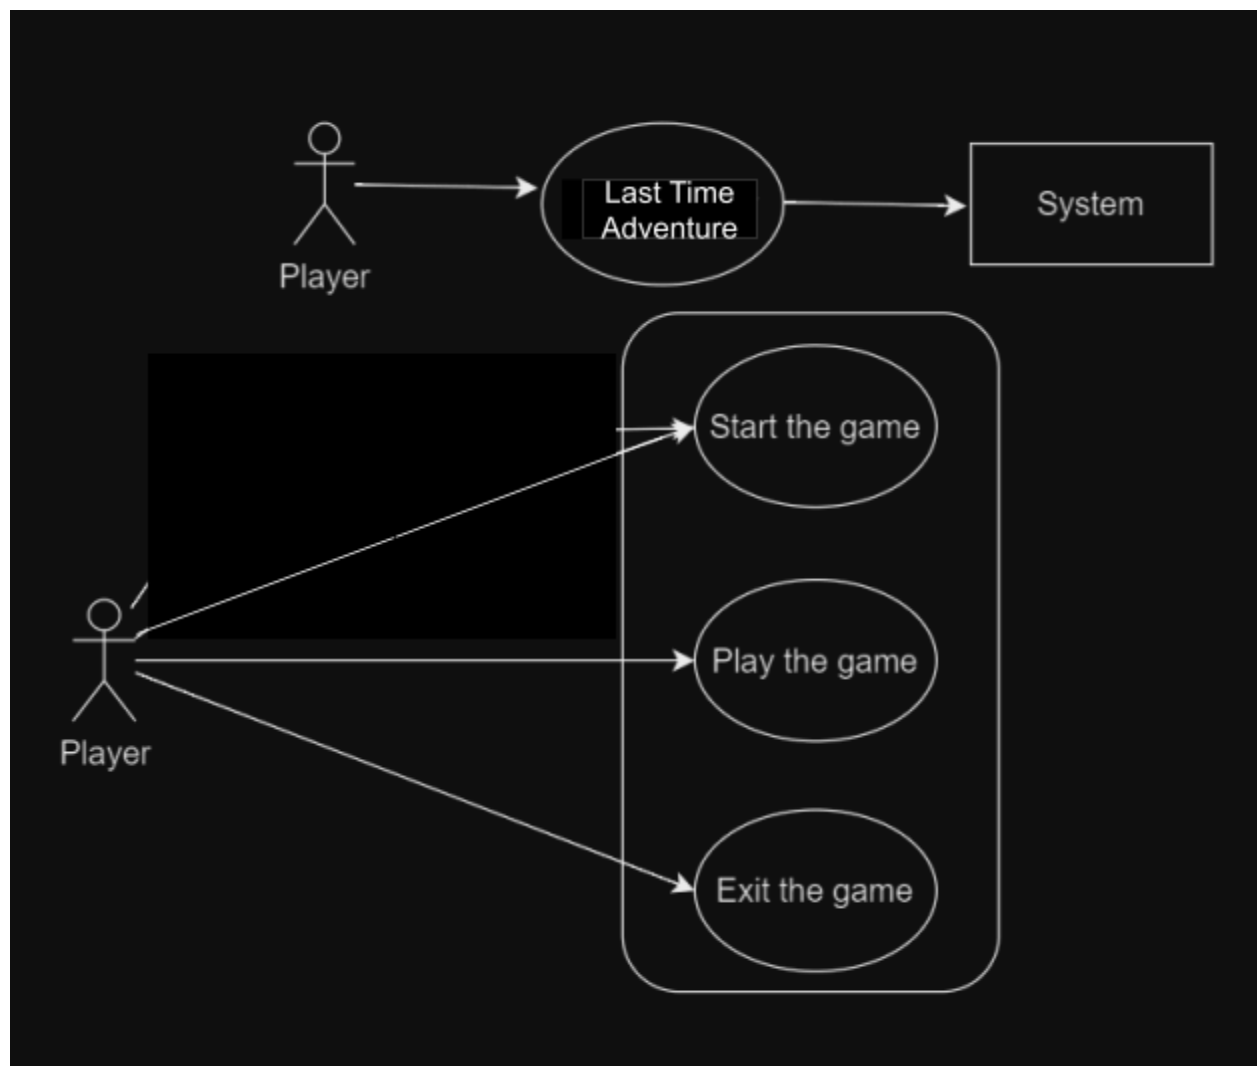 Last Time
Adventure
System
Player
Start the game
Play the game
Player
Exit the game